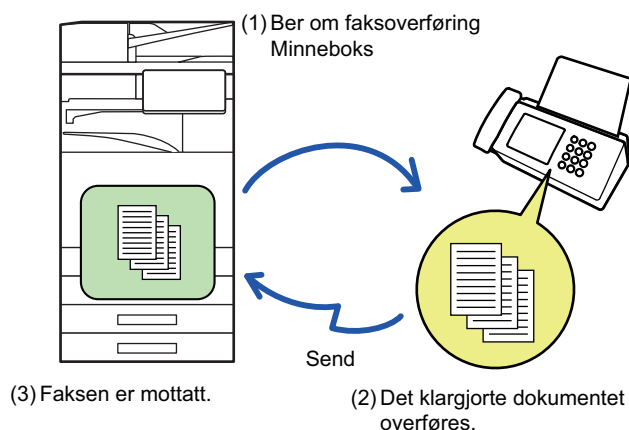 (1) Ber om faksoverføring
Minneboks
Send
(3) Faksen er mottatt.
(2) Det klargjorte dokumentet
overføres.